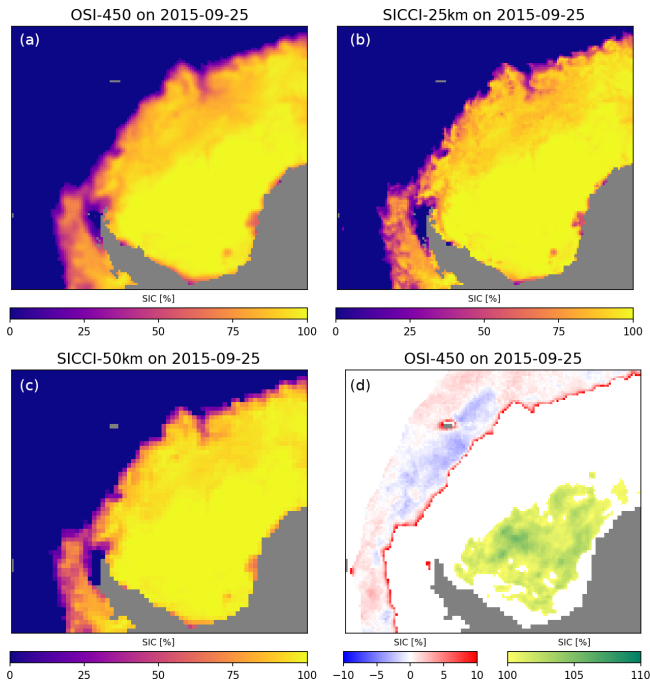 OSI-450 on 2015-09-25
SICCI-25km on 2015-09-25
(a)
(b)
SIC [%]
SIC [%]
0 25 50 75 100
0 25 50 75 100
SICCI-50km on 2015-09-25
OSI-450 on 2015-09-25
(c)
(d)
SIC [%]
SIC [%]
SIC [%]
0 25 50 75 100
−10 −5 0 5 10
100 105 110